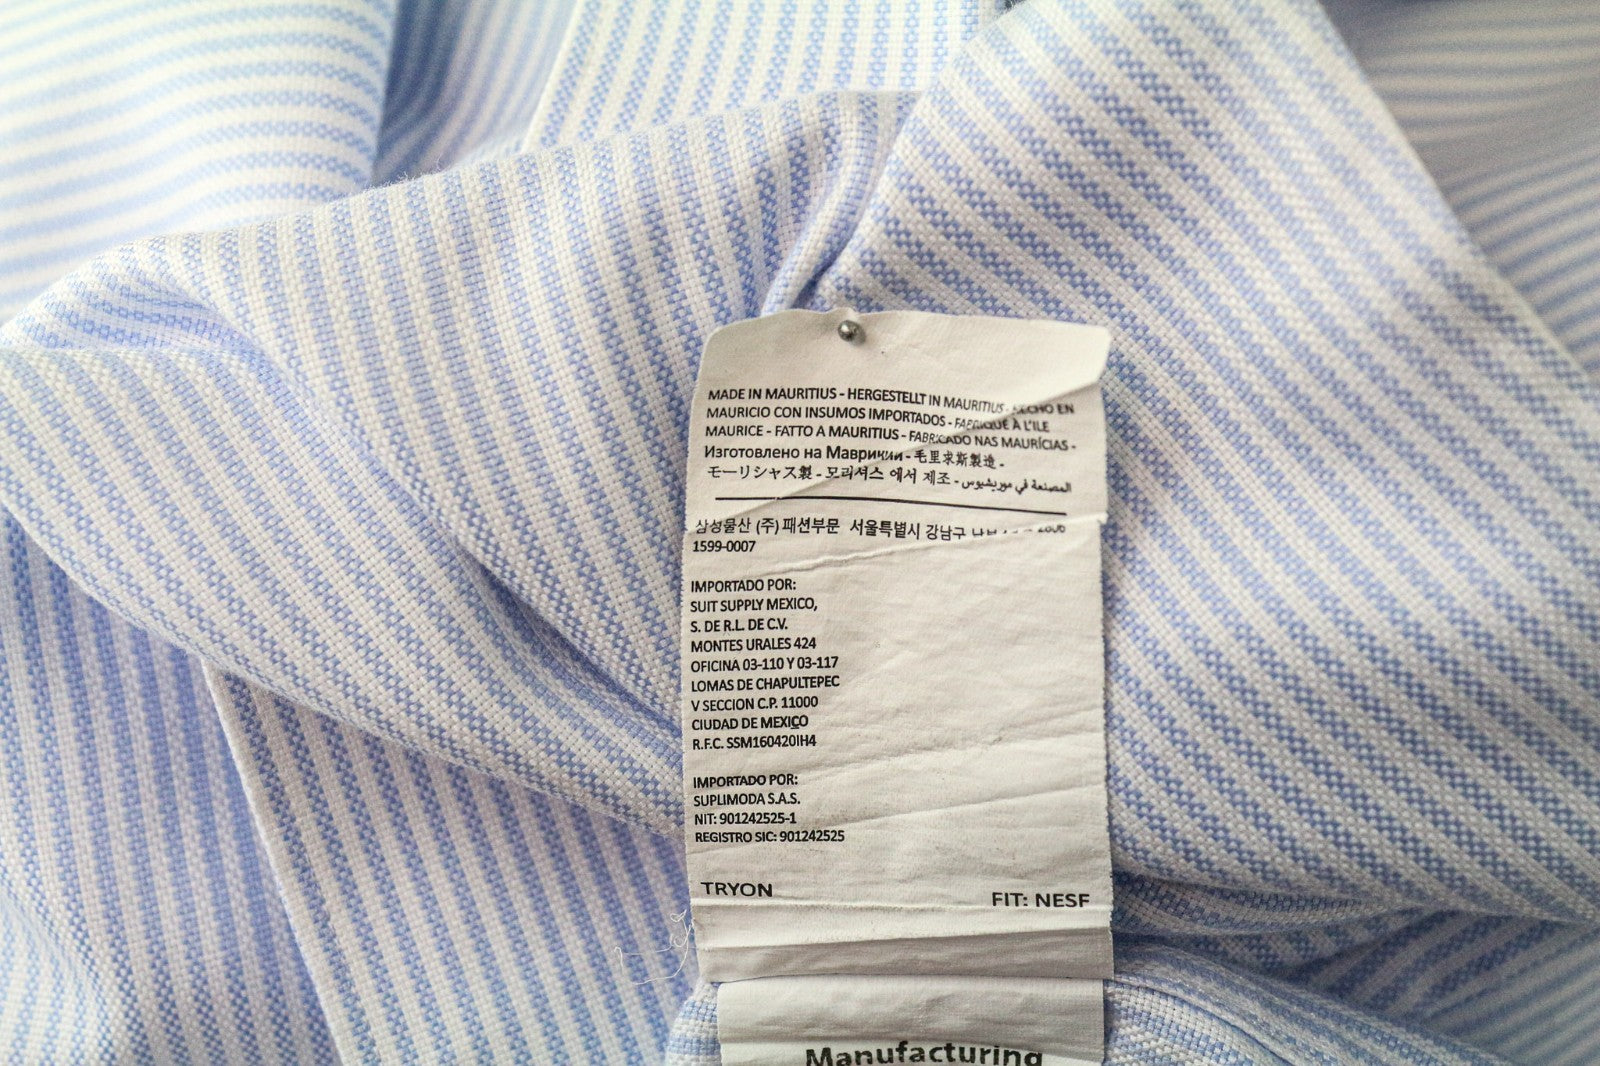 MADE IN MAURITIUS - HERGESTELLT IN MAURITIUS - HECHO EN
MAURICIO CON INSUMOS IMPORTADOS - FABRIQUÉ À L'ILE
MAURICE - FATTO A MAURITIUS - FABRICADO NAS MAURÍCIAS -
Изготовлено на Маврикии - 毛里求斯製造 -
モーリシャス製 - 모리셔스 에서 제조 - المصنعة في موريشيوس
삼성물산 (주) 패션부문 서울특별시 강남구 2806
1599-0007
IMPORTADO POR:
SUIT SUPPLY MEXICO,
S. DE R.L. DE C.V.
MONTES URALES 424
OFICINA 03-110 Y 03-117
LOMAS DE CHAPULTEPEC
V SECCION C.P. 11000
CIUDAD DE MEXICO
R.F.C. SSM160420IH4
IMPORTADO POR:
SUPLIMODA S.A.S.
NIT: 901242525-1
REGISTRO SIC: 901242525
TRYON FIT: NESF
Manufacturing